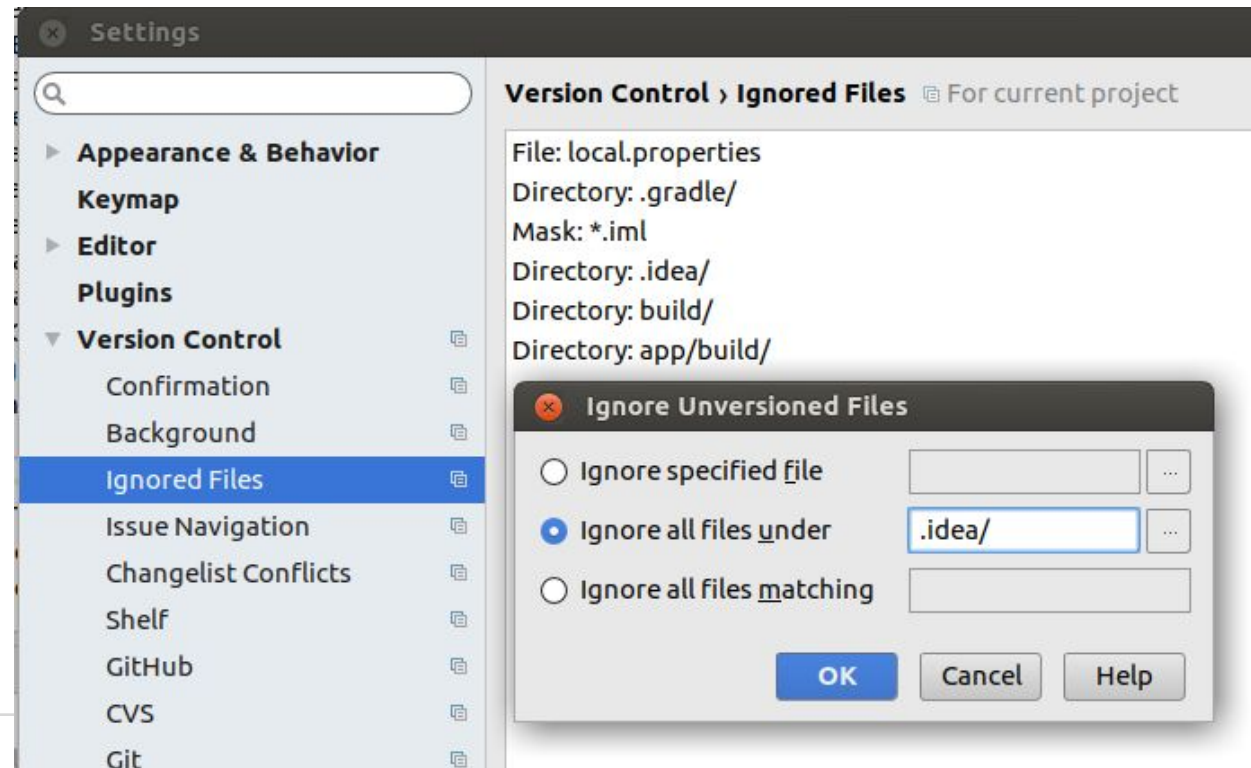 Settings
Appearance & Behavior
Keymap
Editor
Plugins
Version Control
Confirmation
Background
Ignored Files
Issue Navigation
Changelist Conflicts
Shelf
GitHub
CVS
Git
Version Control › Ignored Files For current project
File: local.properties
Directory: .gradle/
Mask: *.iml
Directory: .idea/
Directory: build/
Directory: app/build/
Ignore Unversioned Files
Ignore specified file ...
Ignore all files under .idea/ ...
Ignore all files matching
OK Cancel Help